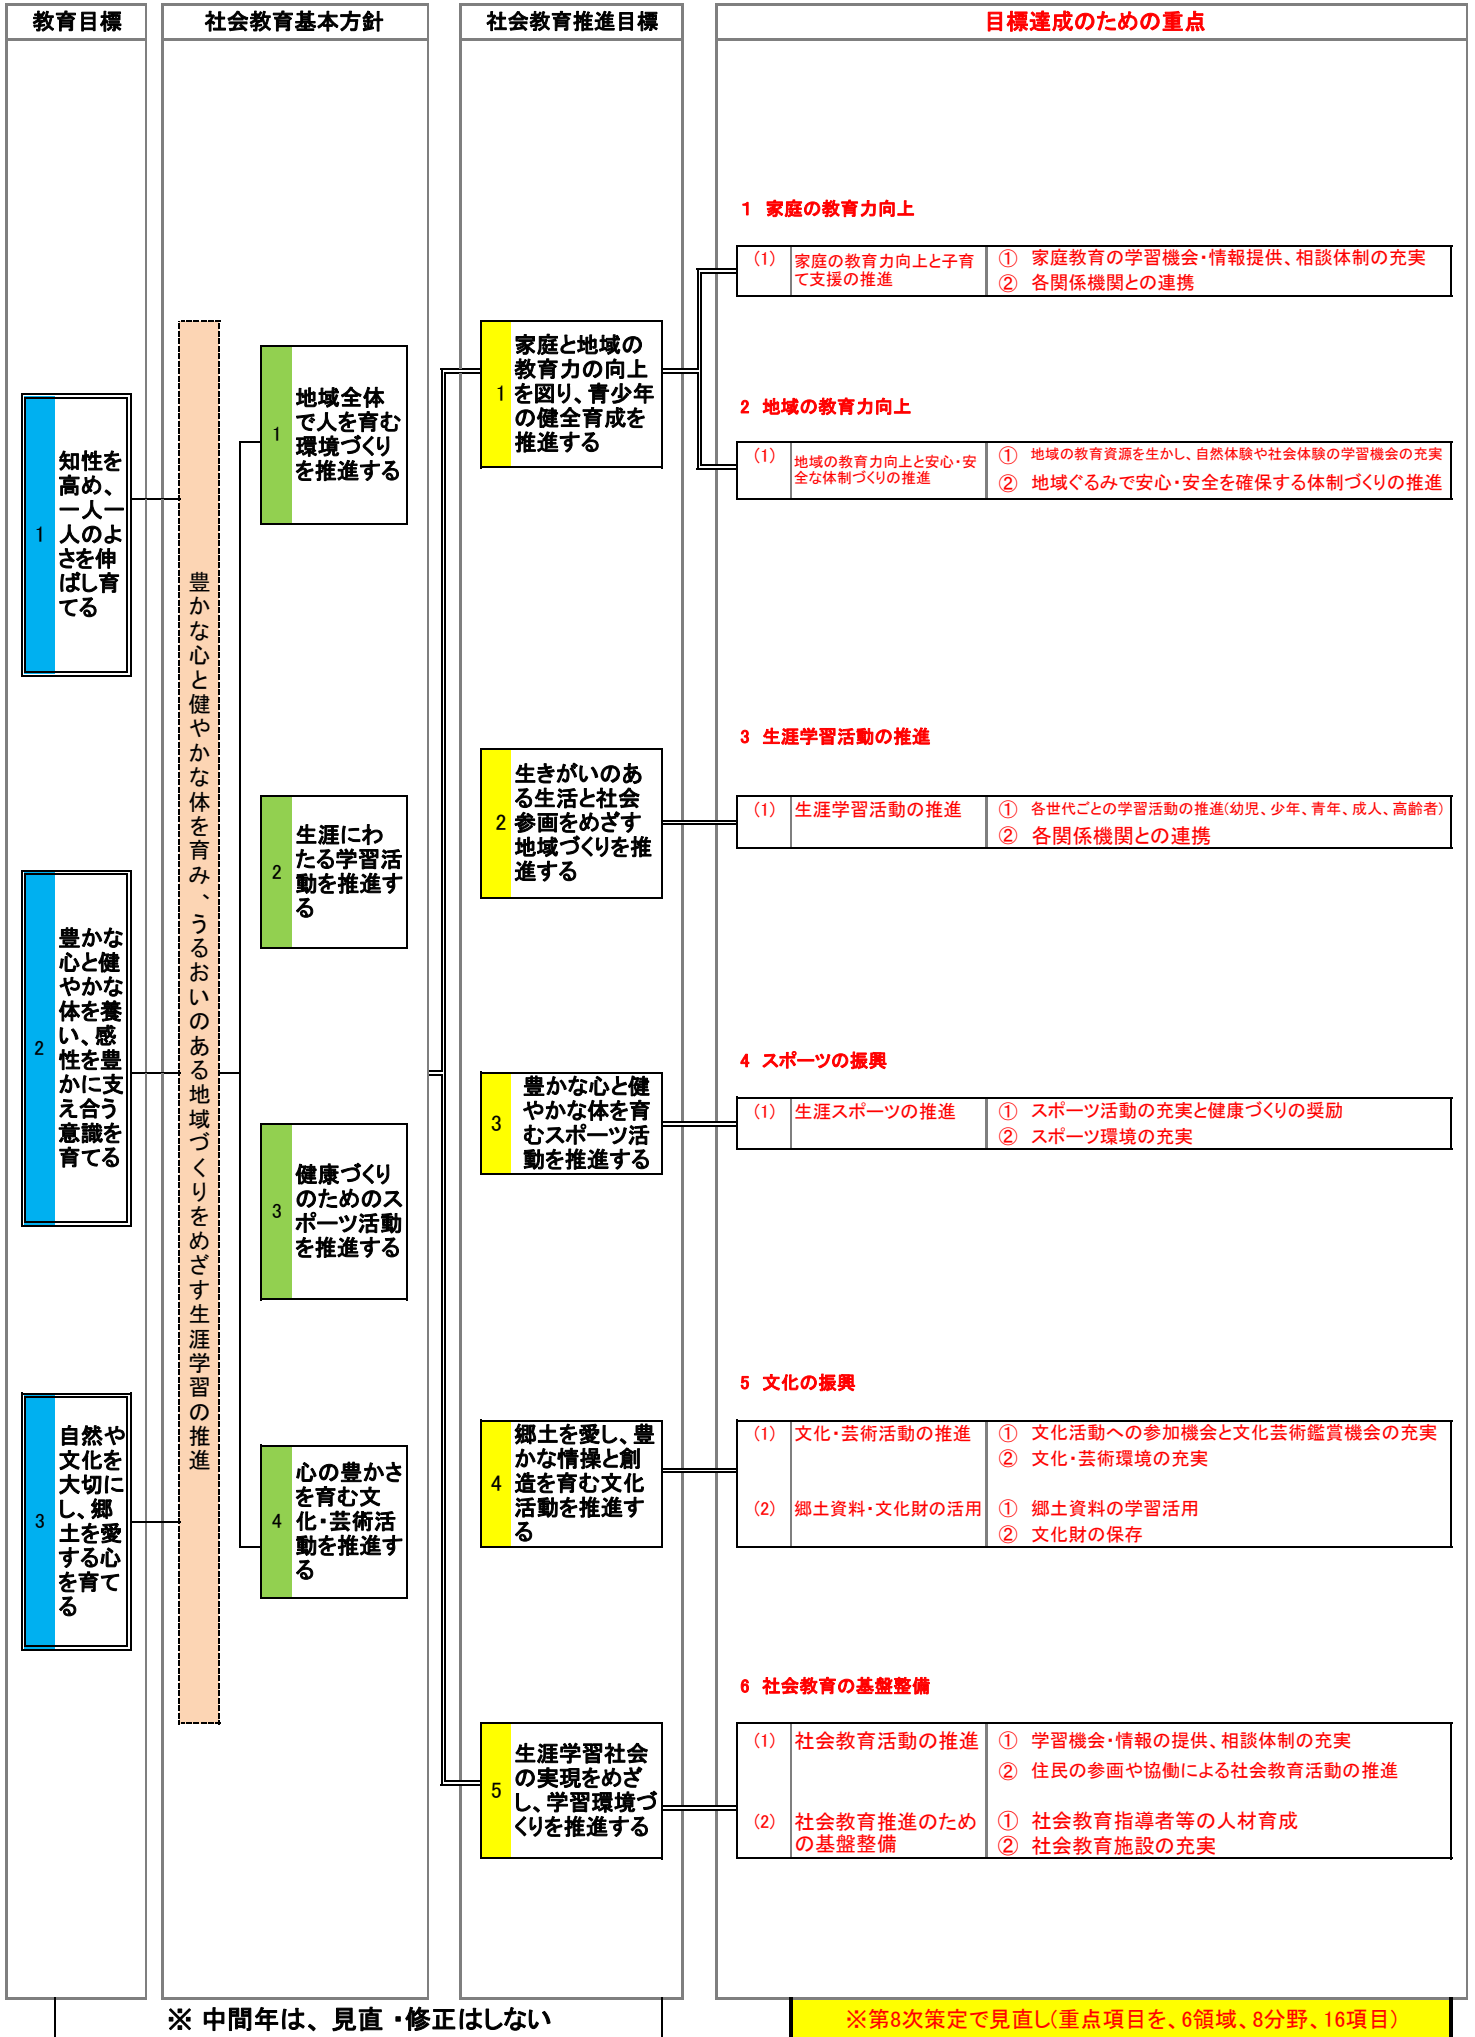 教育目標
社会教育基本方針
社会教育推進目標
目標達成のための重点
1
知性を
高め、
一人一
人のよ
さを伸
ばし育
てる
2
豊かな
心と健
やかな
体を養
い、感
性を豊
かに支
え合う
意識を
育てる
3
自然や
文化を
大切に
し、郷
土を愛
する心
を育て
る
豊かな心と健やかな体を育み、うるおいのある地域づくりをめざす生涯学習の推進
1
地域全体
で人を育む
環境づくり
を推進する
2
生涯にわ
たる学習活
動を推進す
る
3
健康づくり
のためのス
ポーツ活動
を推進する
4
心の豊かさ
を育む文
化・芸術活
動を推進す
る
1
家庭と地域の
教育力の向上
を図り、青少年
の健全育成を
推進する
2
生きがいのあ
る生活と社会
参画をめざす
地域づくりを推
進する
3
豊かな心と健
やかな体を育
むスポーツ活
動を推進する
4
郷土を愛し、豊
かな情操と創
造を育む文化
活動を推進す
る
5
生涯学習社会
の実現をめざ
し、学習環境づ
くりを推進する
1 家庭の教育力向上
(1) 家庭の教育力向上と子育
て支援の推進
① 家庭教育の学習機会・情報提供、相談体制の充実
② 各関係機関との連携
2 地域の教育力向上
(1) 地域の教育力向上と安心・安
全な体制づくりの推進
① 地域の教育資源を生かし、自然体験や社会体験の学習機会の充実
② 地域ぐるみで安心・安全を確保する体制づくりの推進
3 生涯学習活動の推進
(1) 生涯学習活動の推進
① 各世代ごとの学習活動の推進(幼児、少年、青年、成人、高齢者)
② 各関係機関との連携
4 スポーツの振興
(1) 生涯スポーツの推進
① スポーツ活動の充実と健康づくりの奨励
② スポーツ環境の充実
5 文化の振興
(1) 文化・芸術活動の推進
① 文化活動への参加機会と文化芸術鑑賞機会の充実
② 文化・芸術環境の充実
(2) 郷土資料・文化財の活用
① 郷土資料の学習活用
② 文化財の保存
6 社会教育の基盤整備
(1) 社会教育活動の推進
① 学習機会・情報の提供、相談体制の充実
② 住民の参画や協働による社会教育活動の推進
(2) 社会教育推進のため
の基盤整備
① 社会教育指導者等の人材育成
② 社会教育施設の充実
※ 中間年は、見直 ・修正はしない
※第8次策定で見直し(重点項目を、6領域、8分野、16項目)